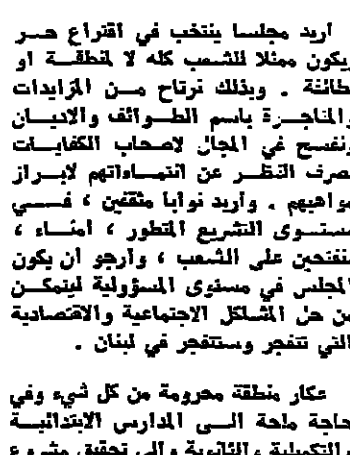 أريد مجلسا ينتخب في اقتراع حر
يكون ممثلا للشعب كله لا لمنطقة او
طائفة . وبذلك نرتاح من المزايدات
والمتاجرة باسم الطوائف والاديان
ونفسح في المجال لاصحاب الكفايات
بصرف النظر عن انتماءاتهم لابراز
مواهبهم . وأريد نوابا مثقفين ، في
مستوى التشريع المتطور ، امناء ،
منفتحين على الشعب ، وأرجو أن يكون
المجلس في مستوى المسؤولية ليتمكن
من حل المشاكل الاجتماعية والاقتصادية
التي تتفجر وستتفجر في لبنان .
عكار منطقة محرومة من كل شيء وفي
حاجة ملحة الى المدارس الابتدائية
والتكميلية والثانوية والى تحقيق مشروع